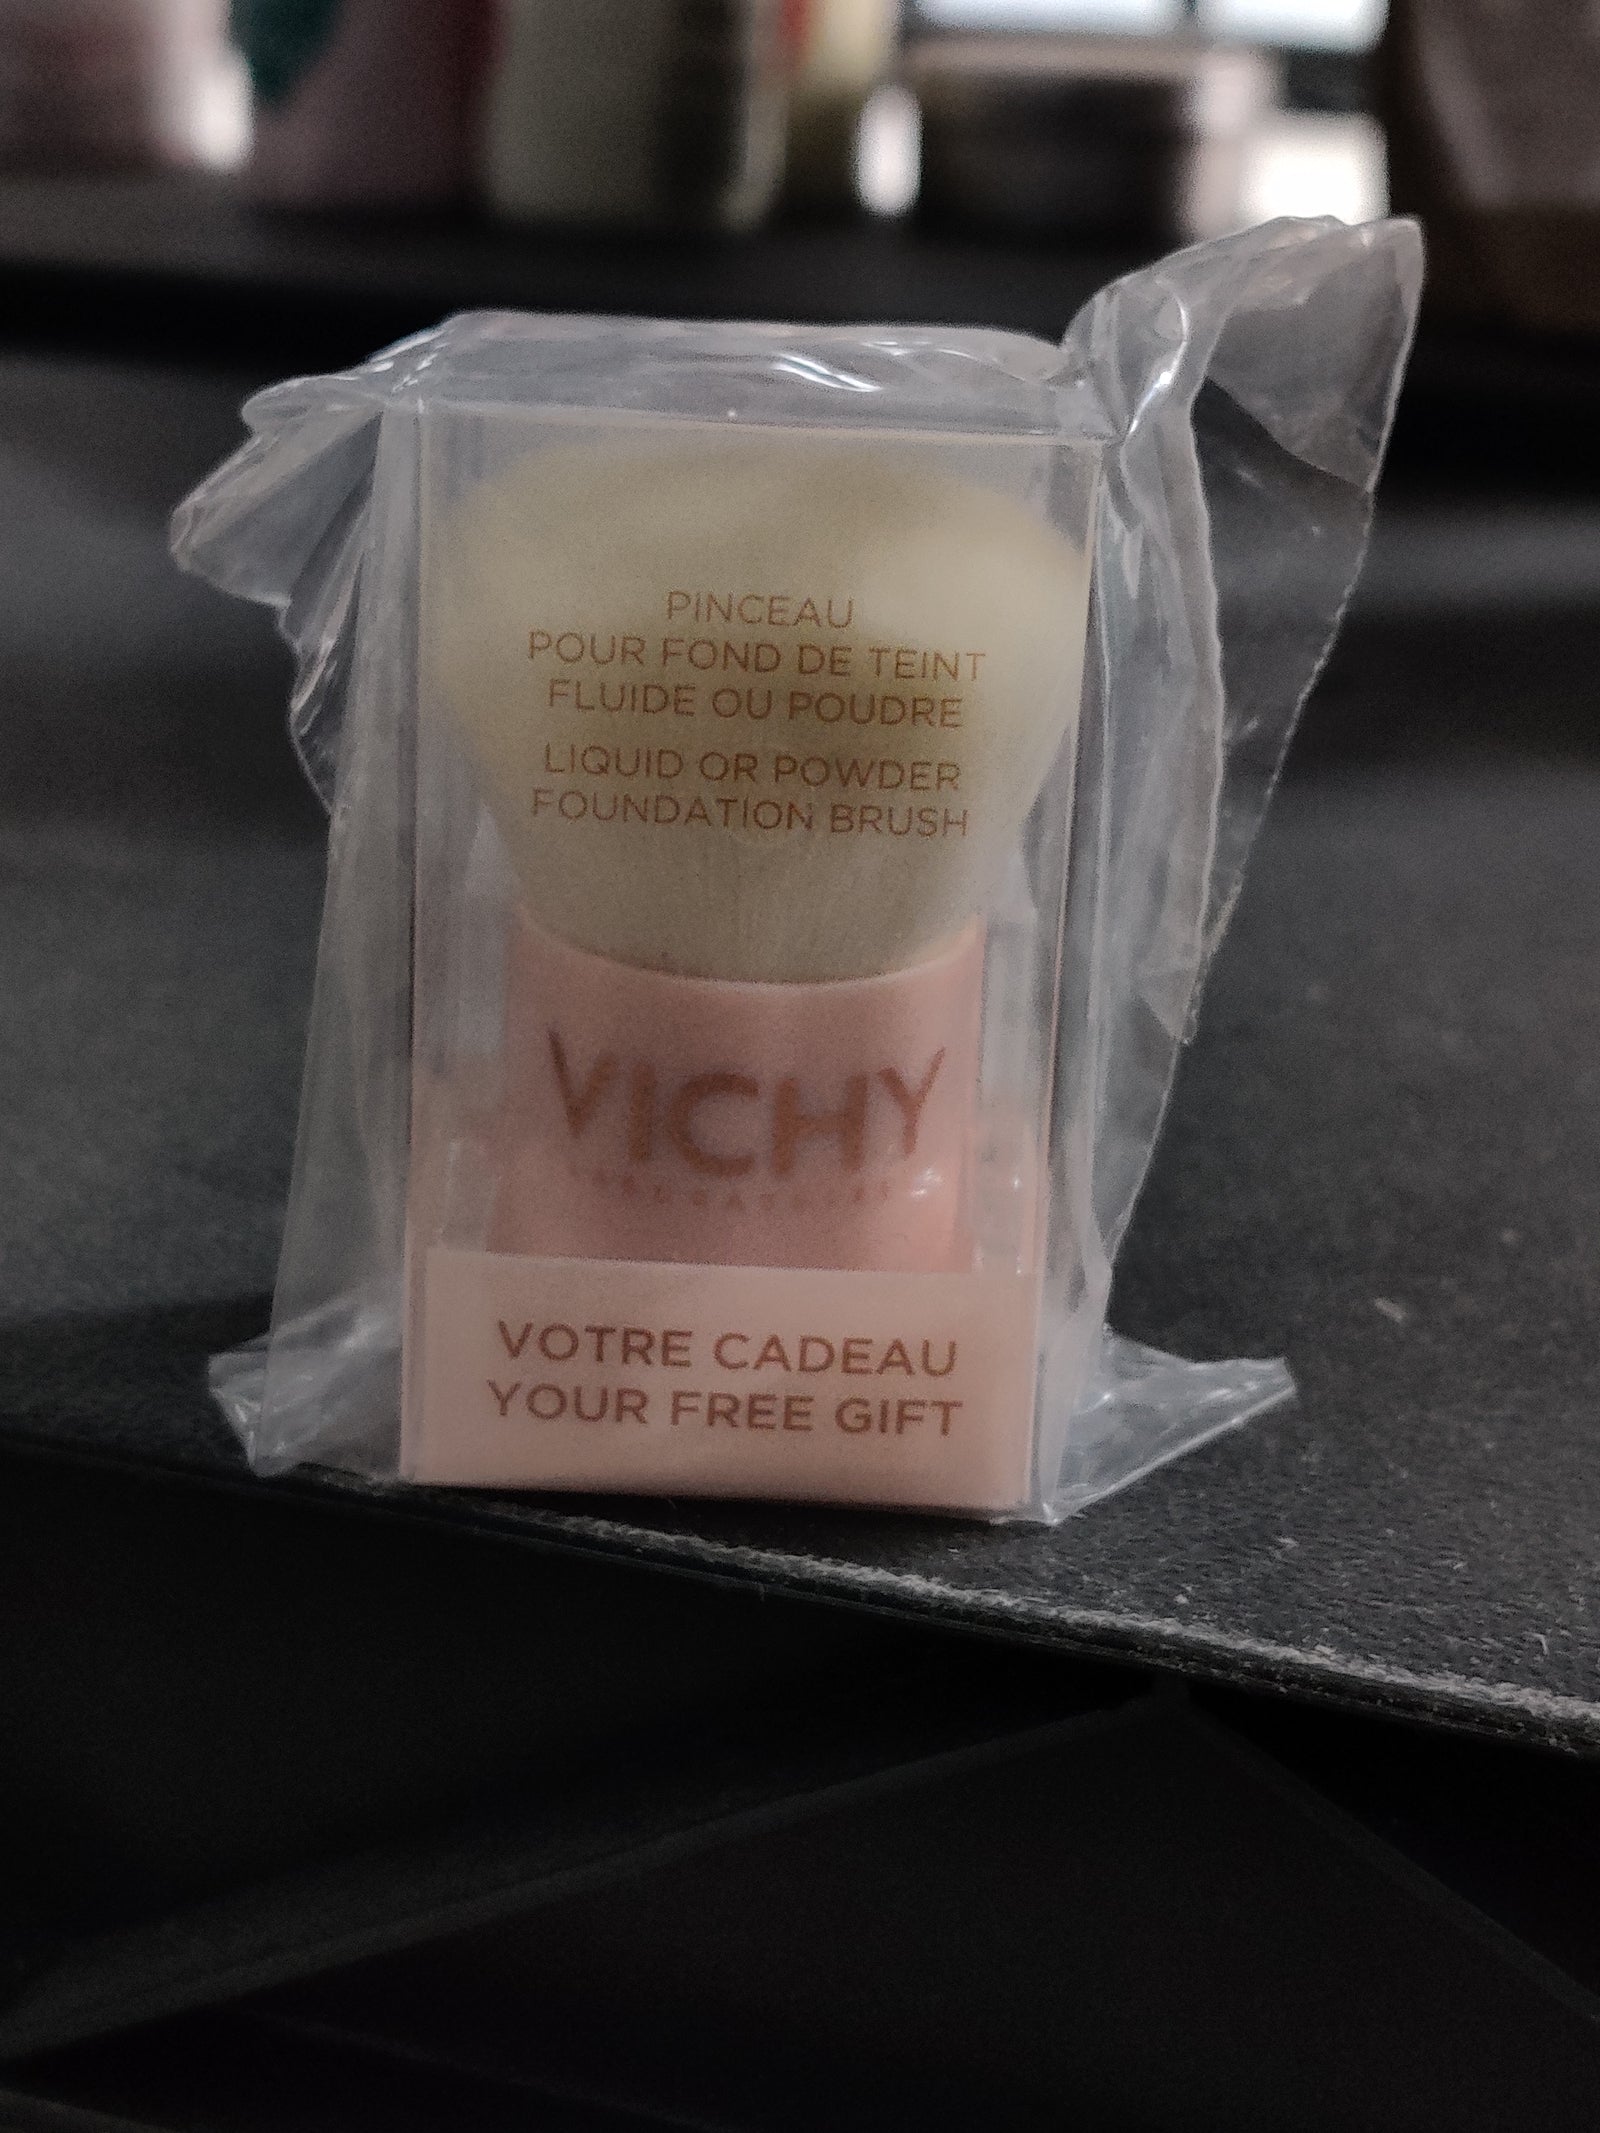 PINCEAU
POUR FOND DE TEINT
FLUIDE OU POUDRE
LIQUID OR POWDER
FOUNDATION BRUSH
VICHY
VOTRE CADEAU
YOUR FREE GIFT